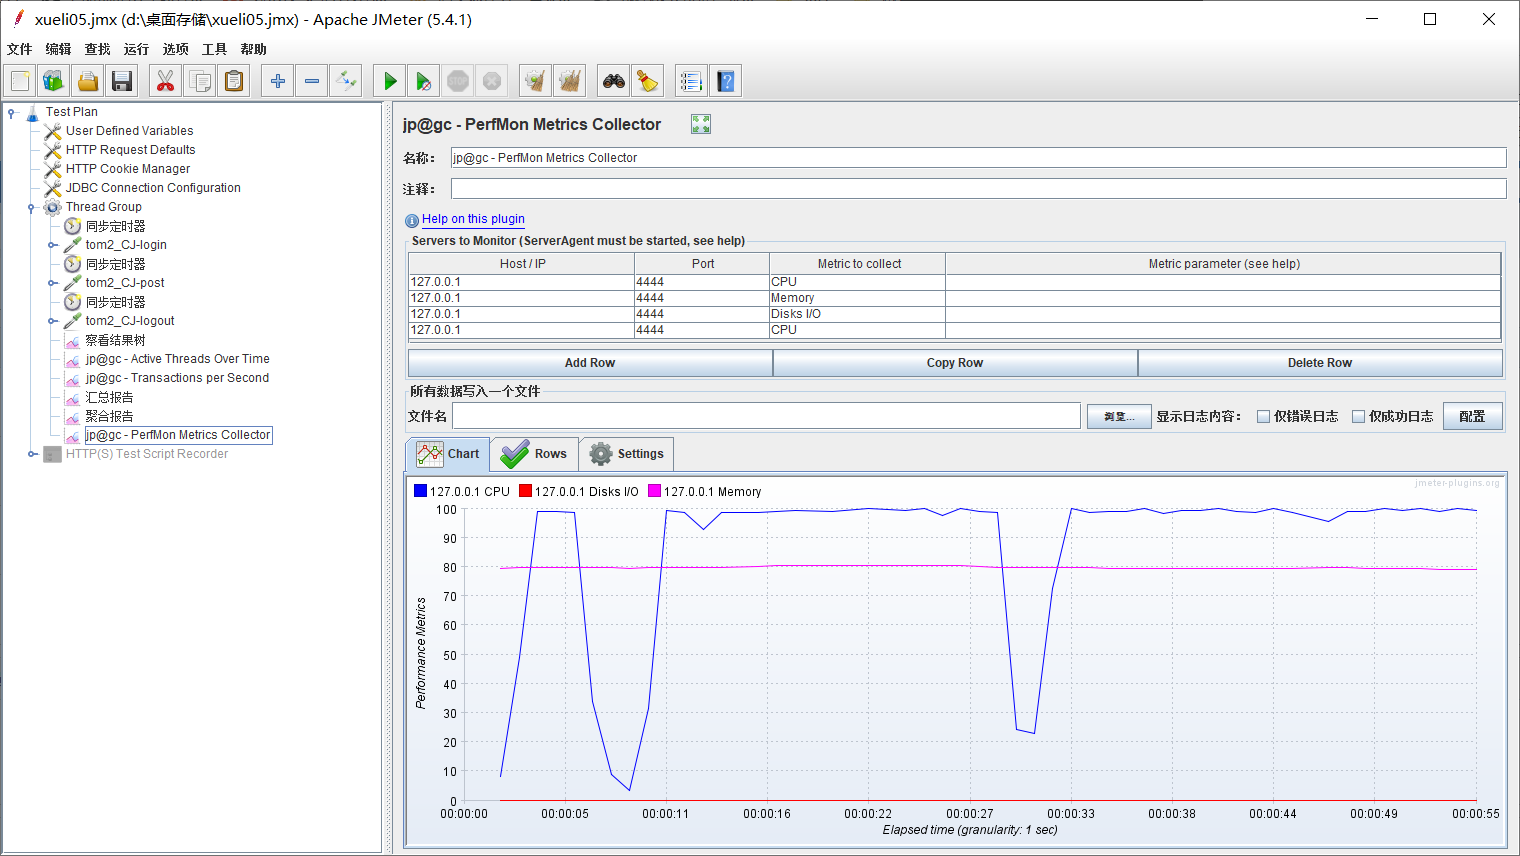 xueli05.jmx (d:\桌面存储\xueli05.jmx) - Apache JMeter (5.4.1)
文件 编辑 查找 运行 选项 工具 帮助
STOP
Test Plan
User Defined Variables
HTTP Request Defaults
HTTP Cookie Manager
JDBC Connection Configuration
Thread Group
同步定时器
tom2_CJ-login
同步定时器
tom2_CJ-post
同步定时器
tom2_CJ-logout
察看结果树
jp@gc - Active Threads Over Time
jp@gc - Transactions per Second
汇总报告
聚合报告
jp@gc - PerfMon Metrics Collector
HTTP(S) Test Script Recorder
jp@gc - PerfMon Metrics Collector
名称： jp@gc - PerfMon Metrics Collector
注释：
Help on this plugin
Servers to Monitor (ServerAgent must be started, see help)
Host / IP Port Metric to collect Metric parameter (see help)
127.0.0.1 4444 CPU
127.0.0.1 4444 Memory
127.0.0.1 4444 Disks I/O
127.0.0.1 4444 CPU
Add Row Copy Row Delete Row
所有数据写入一个文件
文件名 浏览... 显示日志内容： 仅错误日志 仅成功日志 配置
Chart Rows Settings
jmeter-plugins.org
127.0.0.1 CPU 127.0.0.1 Disks I/O 127.0.0.1 Memory
100
90
80
70
60
50
40
30
20
10
0
Performance Metrics
00:00:00 00:00:05 00:00:11 00:00:16 00:00:22 00:00:27 00:00:33 00:00:38 00:00:44 00:00:49 00:00:55
Elapsed time (granularity: 1 sec)